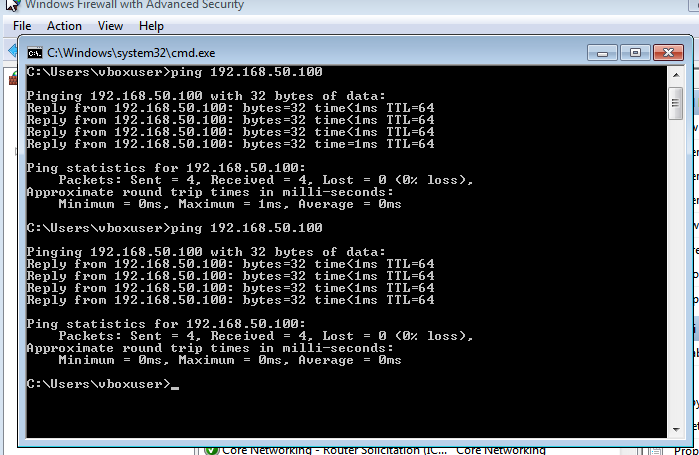 Windows Firewall with Advanced Security
File Action View Help
C:\Windows\system32\cmd.exe
C:\Users\vboxuser>ping 192.168.50.100
Pinging 192.168.50.100 with 32 bytes of data:
Reply from 192.168.50.100: bytes=32 time<1ms TTL=64
Reply from 192.168.50.100: bytes=32 time<1ms TTL=64
Reply from 192.168.50.100: bytes=32 time<1ms TTL=64
Reply from 192.168.50.100: bytes=32 time=1ms TTL=64
Ping statistics for 192.168.50.100:
Packets: Sent = 4, Received = 4, Lost = 0 (0% loss),
Approximate round trip times in milli-seconds:
Minimum = 0ms, Maximum = 1ms, Average = 0ms
C:\Users\vboxuser>ping 192.168.50.100
Pinging 192.168.50.100 with 32 bytes of data:
Reply from 192.168.50.100: bytes=32 time<1ms TTL=64
Reply from 192.168.50.100: bytes=32 time<1ms TTL=64
Reply from 192.168.50.100: bytes=32 time<1ms TTL=64
Reply from 192.168.50.100: bytes=32 time<1ms TTL=64
Ping statistics for 192.168.50.100:
Packets: Sent = 4, Received = 4, Lost = 0 (0% loss),
Approximate round trip times in milli-seconds:
Minimum = 0ms, Maximum = 0ms, Average = 0ms
C:\Users\vboxuser>_
Core Networking - Router Solicitation (IC... Core Networking